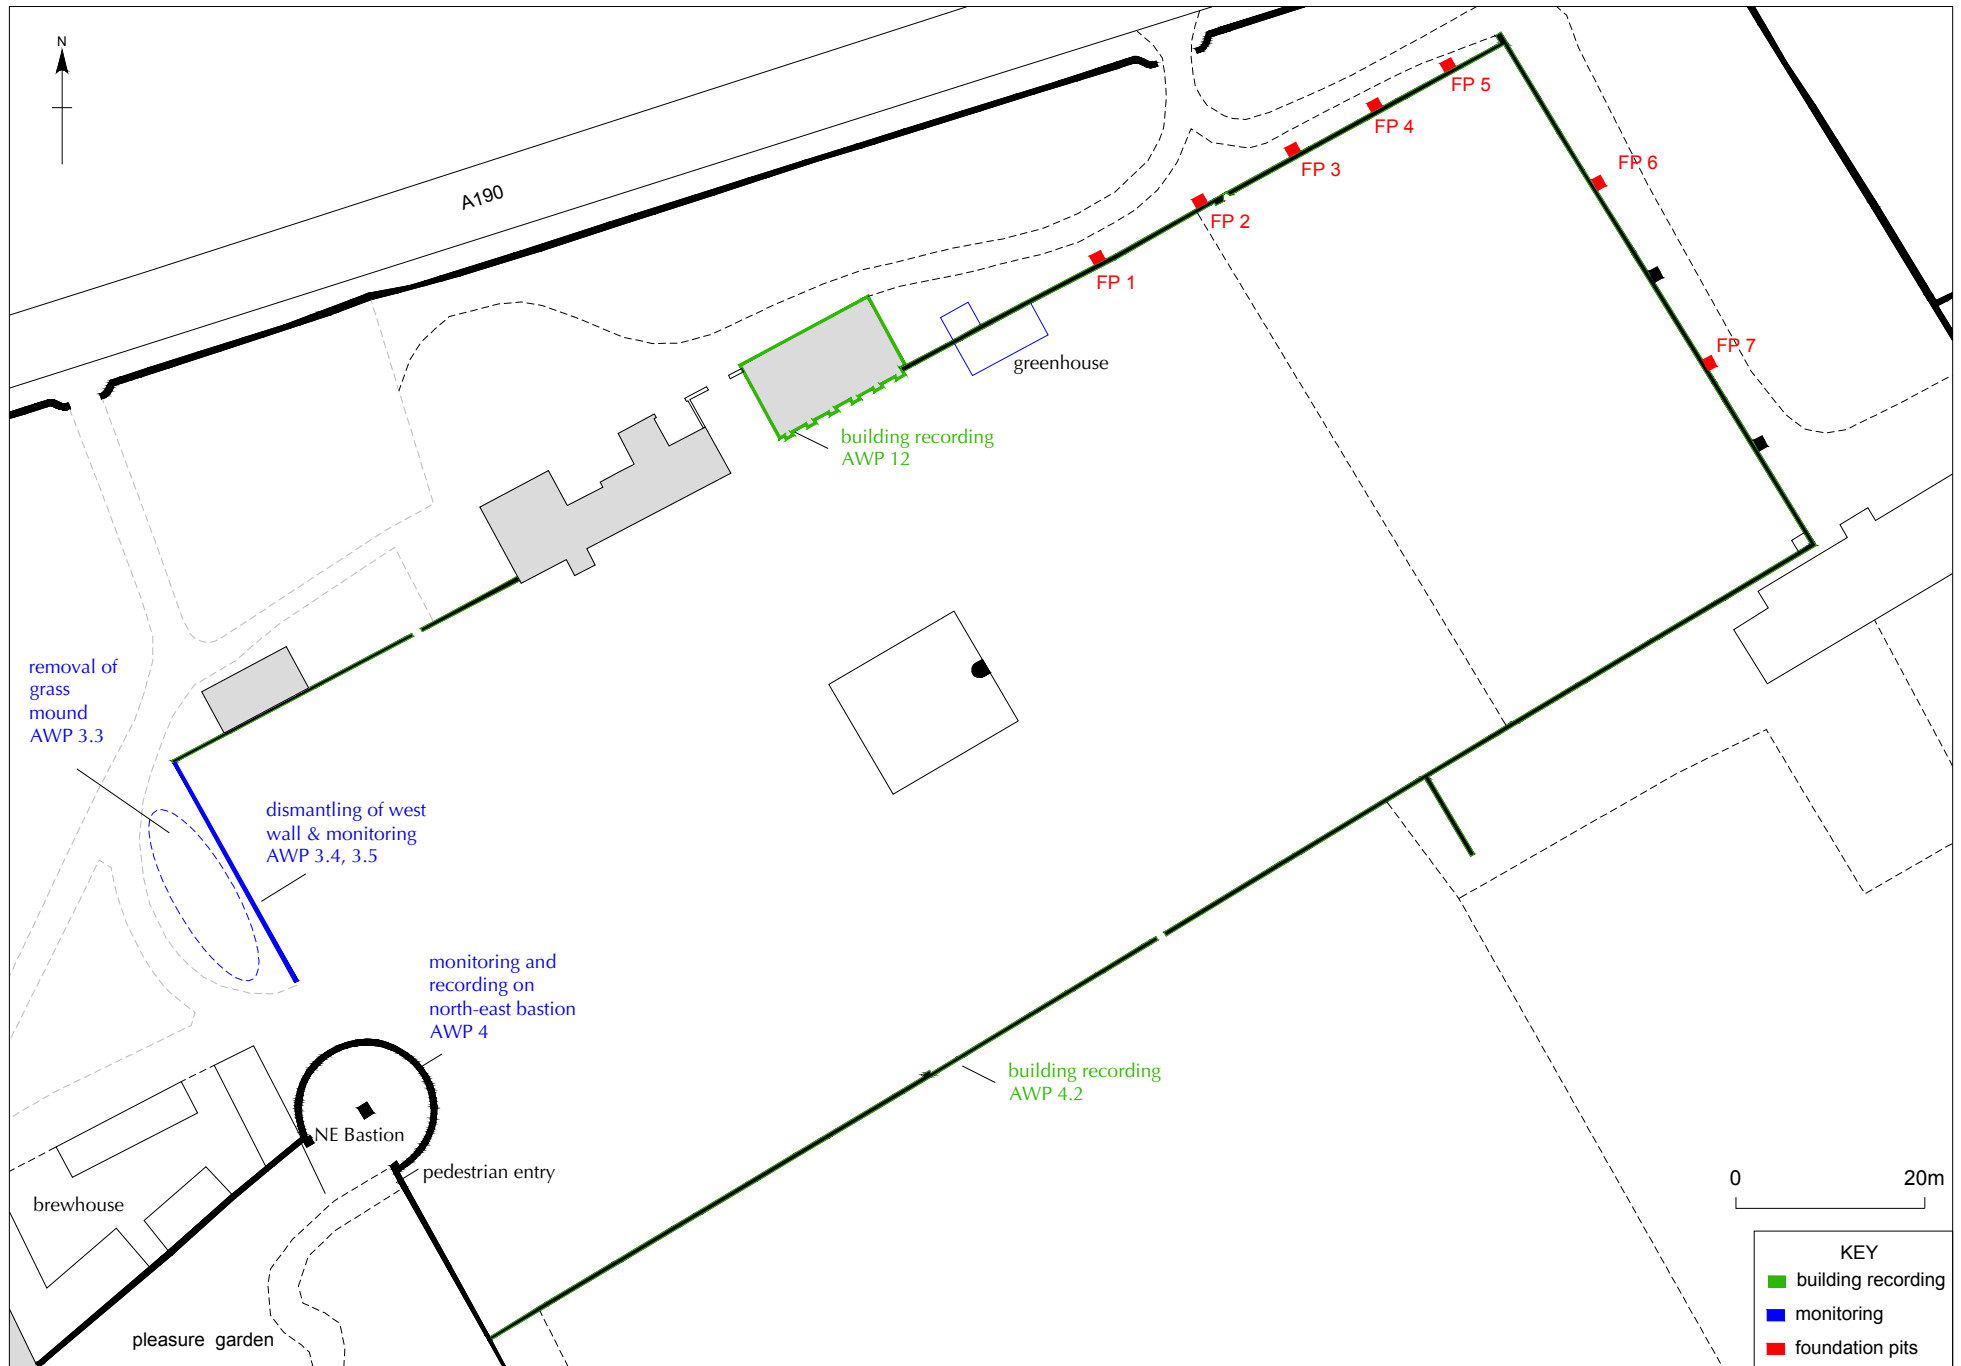 N
A190
FP 5
FP 4
FP 3
FP 6
FP 2
FP 1
FP 7
greenhouse
building recording
AWP 12
removal of
grass
mound
AWP 3.3
dismantling of west
wall & monitoring
AWP 3.4, 3.5
monitoring and
recording on
north-east bastion
AWP 4
building recording
AWP 4.2
NE Bastion
pedestrian entry
brewhouse
pleasure garden
0 20m
KEY
building recording
monitoring
foundation pits